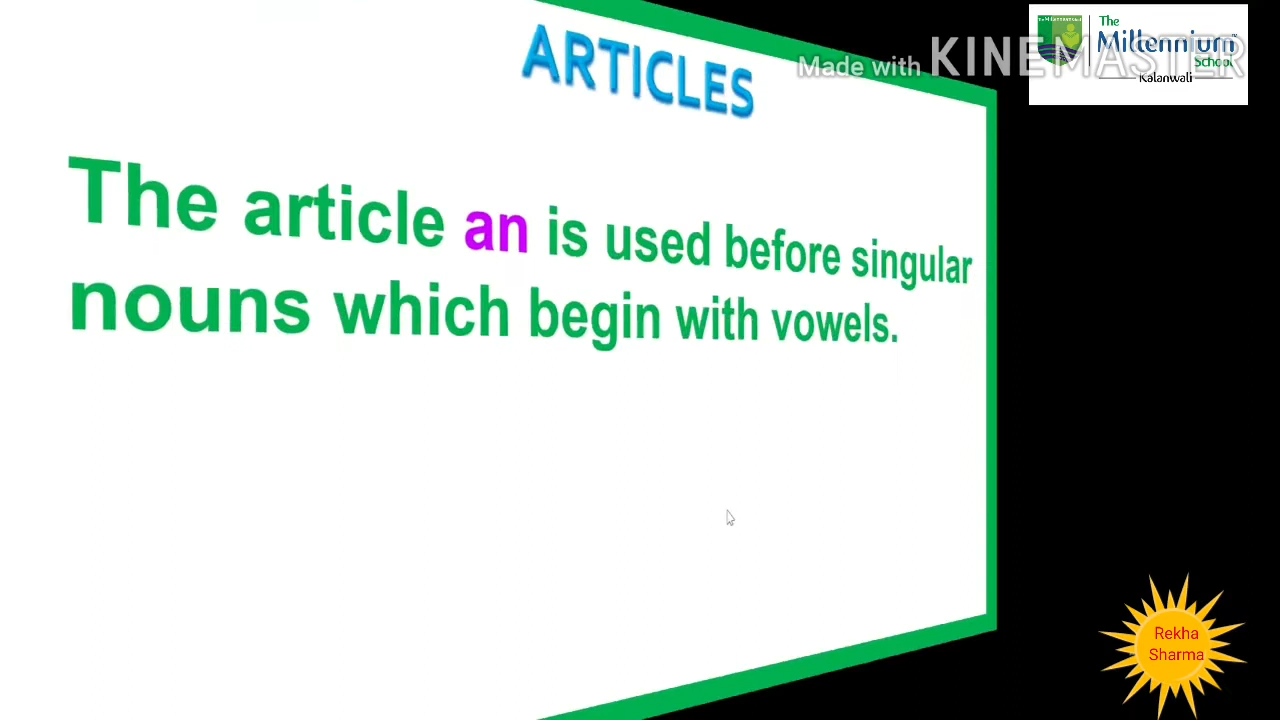 ARTICLES
Made with KINEMASTER
The
Millennium
School
Kalanwali
The article an is used before singular
nouns which begin with vowels.
Rekha
Sharma